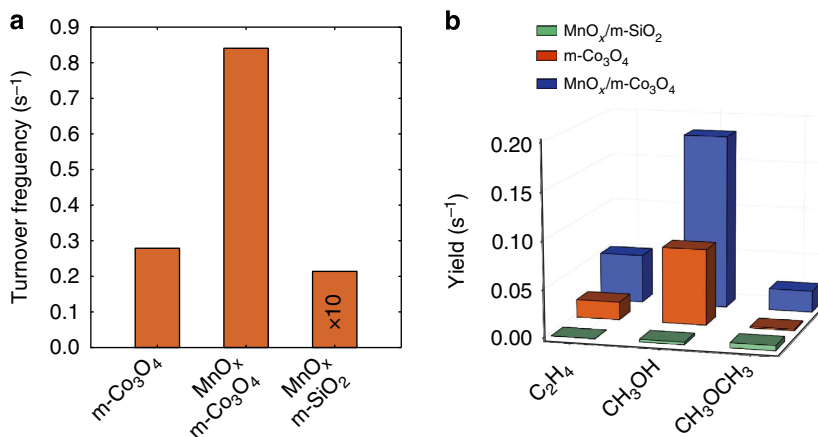 a
Turnover freguency (s⁻¹)
0.9
0.8
0.7
0.6
0.5
0.4
0.3
0.2
0.1
0.0
×10
m-Co₃O₄
MnOₓ
m-Co₃O₄
MnOₓ
m-SiO₂
b
MnOₓ/m-SiO₂
m-Co₃O₄
MnOₓ/m-Co₃O₄
Yield (s⁻¹)
0.20
0.15
0.10
0.05
0.00
C₂H₄
CH₃OH
CH₃OCH₃